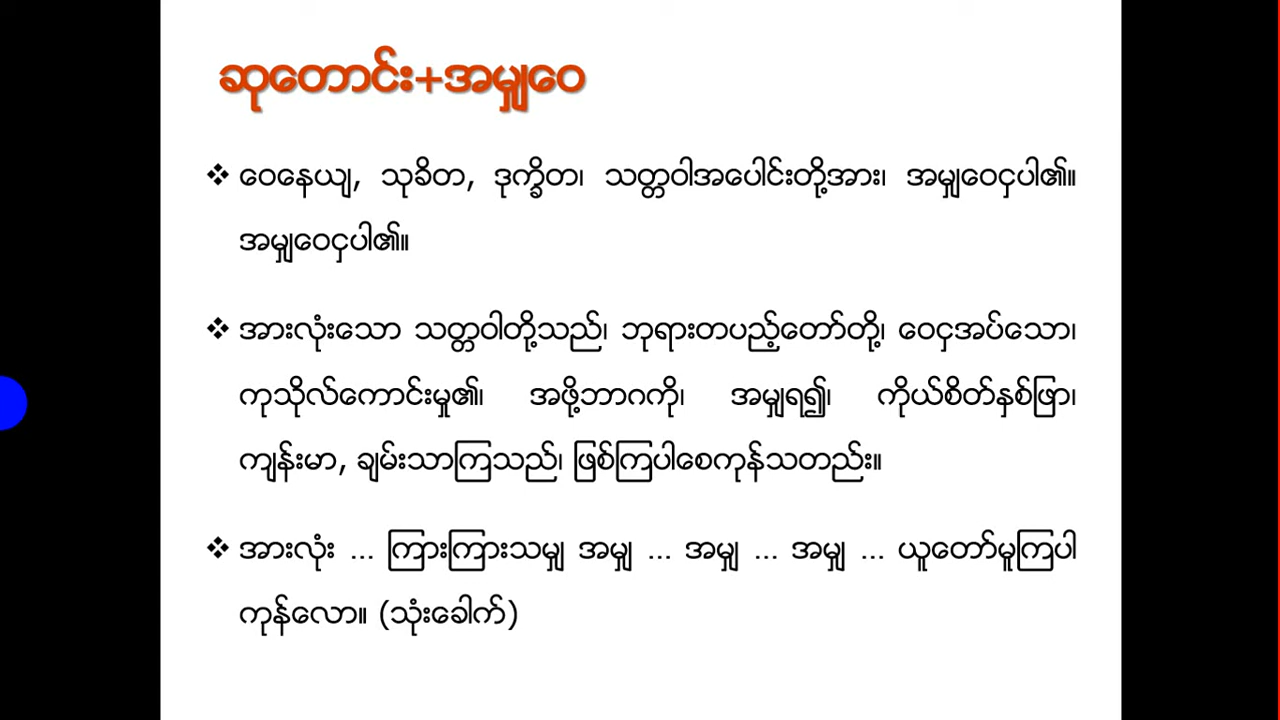 ဆုတောင်း+အမျှဝေ
❖ ဝေနေယျ, သုခိတ, ဒုက္ခိတ၊ သတ္တဝါအပေါင်းတို့အား၊ အမျှဝေငှပါ၏။
အမျှဝေငှပါ၏။
❖ အားလုံးသော သတ္တဝါတို့သည်၊ ဘုရားတပည့်တော်တို့၊ ဝေငှအပ်သော၊
ကုသိုလ်ကောင်းမှု၏၊ အဖို့ဘာဂကို၊ အမျှရ၍၊ ကိုယ်စိတ်နှစ်ဖြာ၊
ကျန်းမာ, ချမ်းသာကြသည်၊ ဖြစ်ကြပါစေကုန်သတည်း။
❖ အားလုံး ... ကြားကြားသမျှ အမျှ ... အမျှ ... အမျှ ... ယူတော်မူကြပါ
ကုန်လော။ (သုံးခေါက်)